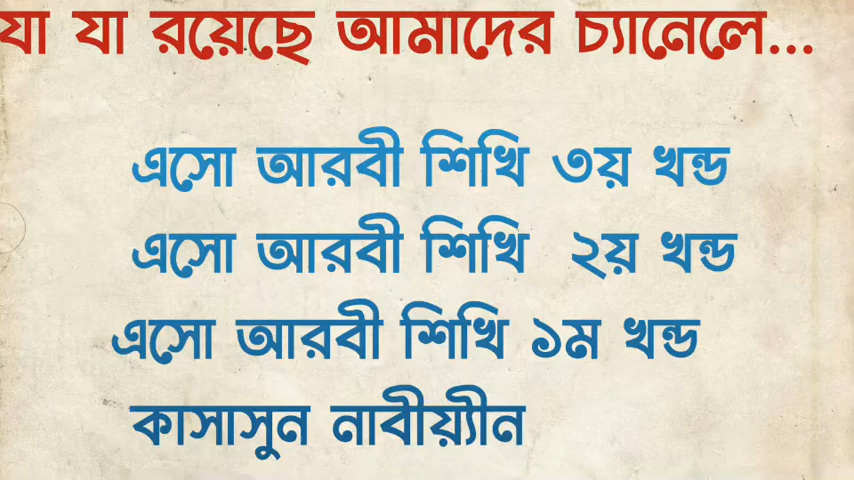 যা যা রয়েছে আমাদের চ্যানেলে...
এসো আরবী শিখি ৩য় খন্ড
এসো আরবী শিখি ২য় খন্ড
এসো আরবী শিখি ১ম খন্ড
কাসাসুন নাবীয়্যীন